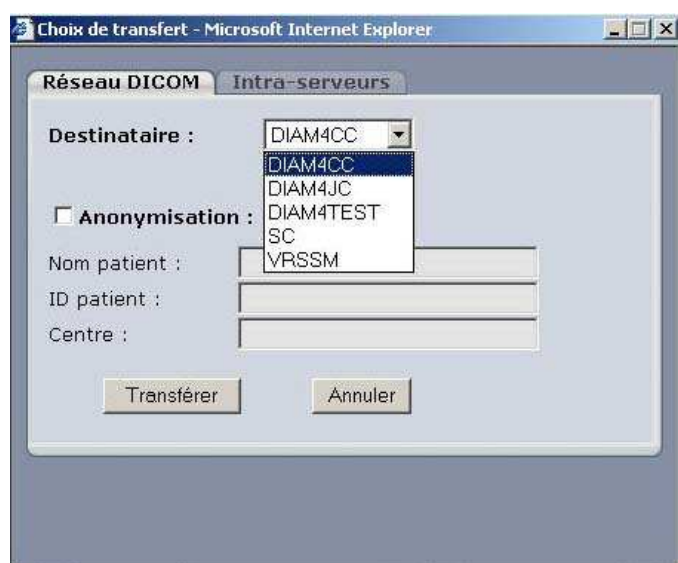 Choix de transfert - Microsoft Internet Explorer
Réseau DICOM Intra-serveurs
Destinataire : DIAM4CC
DIAM4CC
DIAM4JC
DIAM4TEST
SC
VRSSM
Anonymisation :
Nom patient :
ID patient :
Centre :
Transférer Annuler